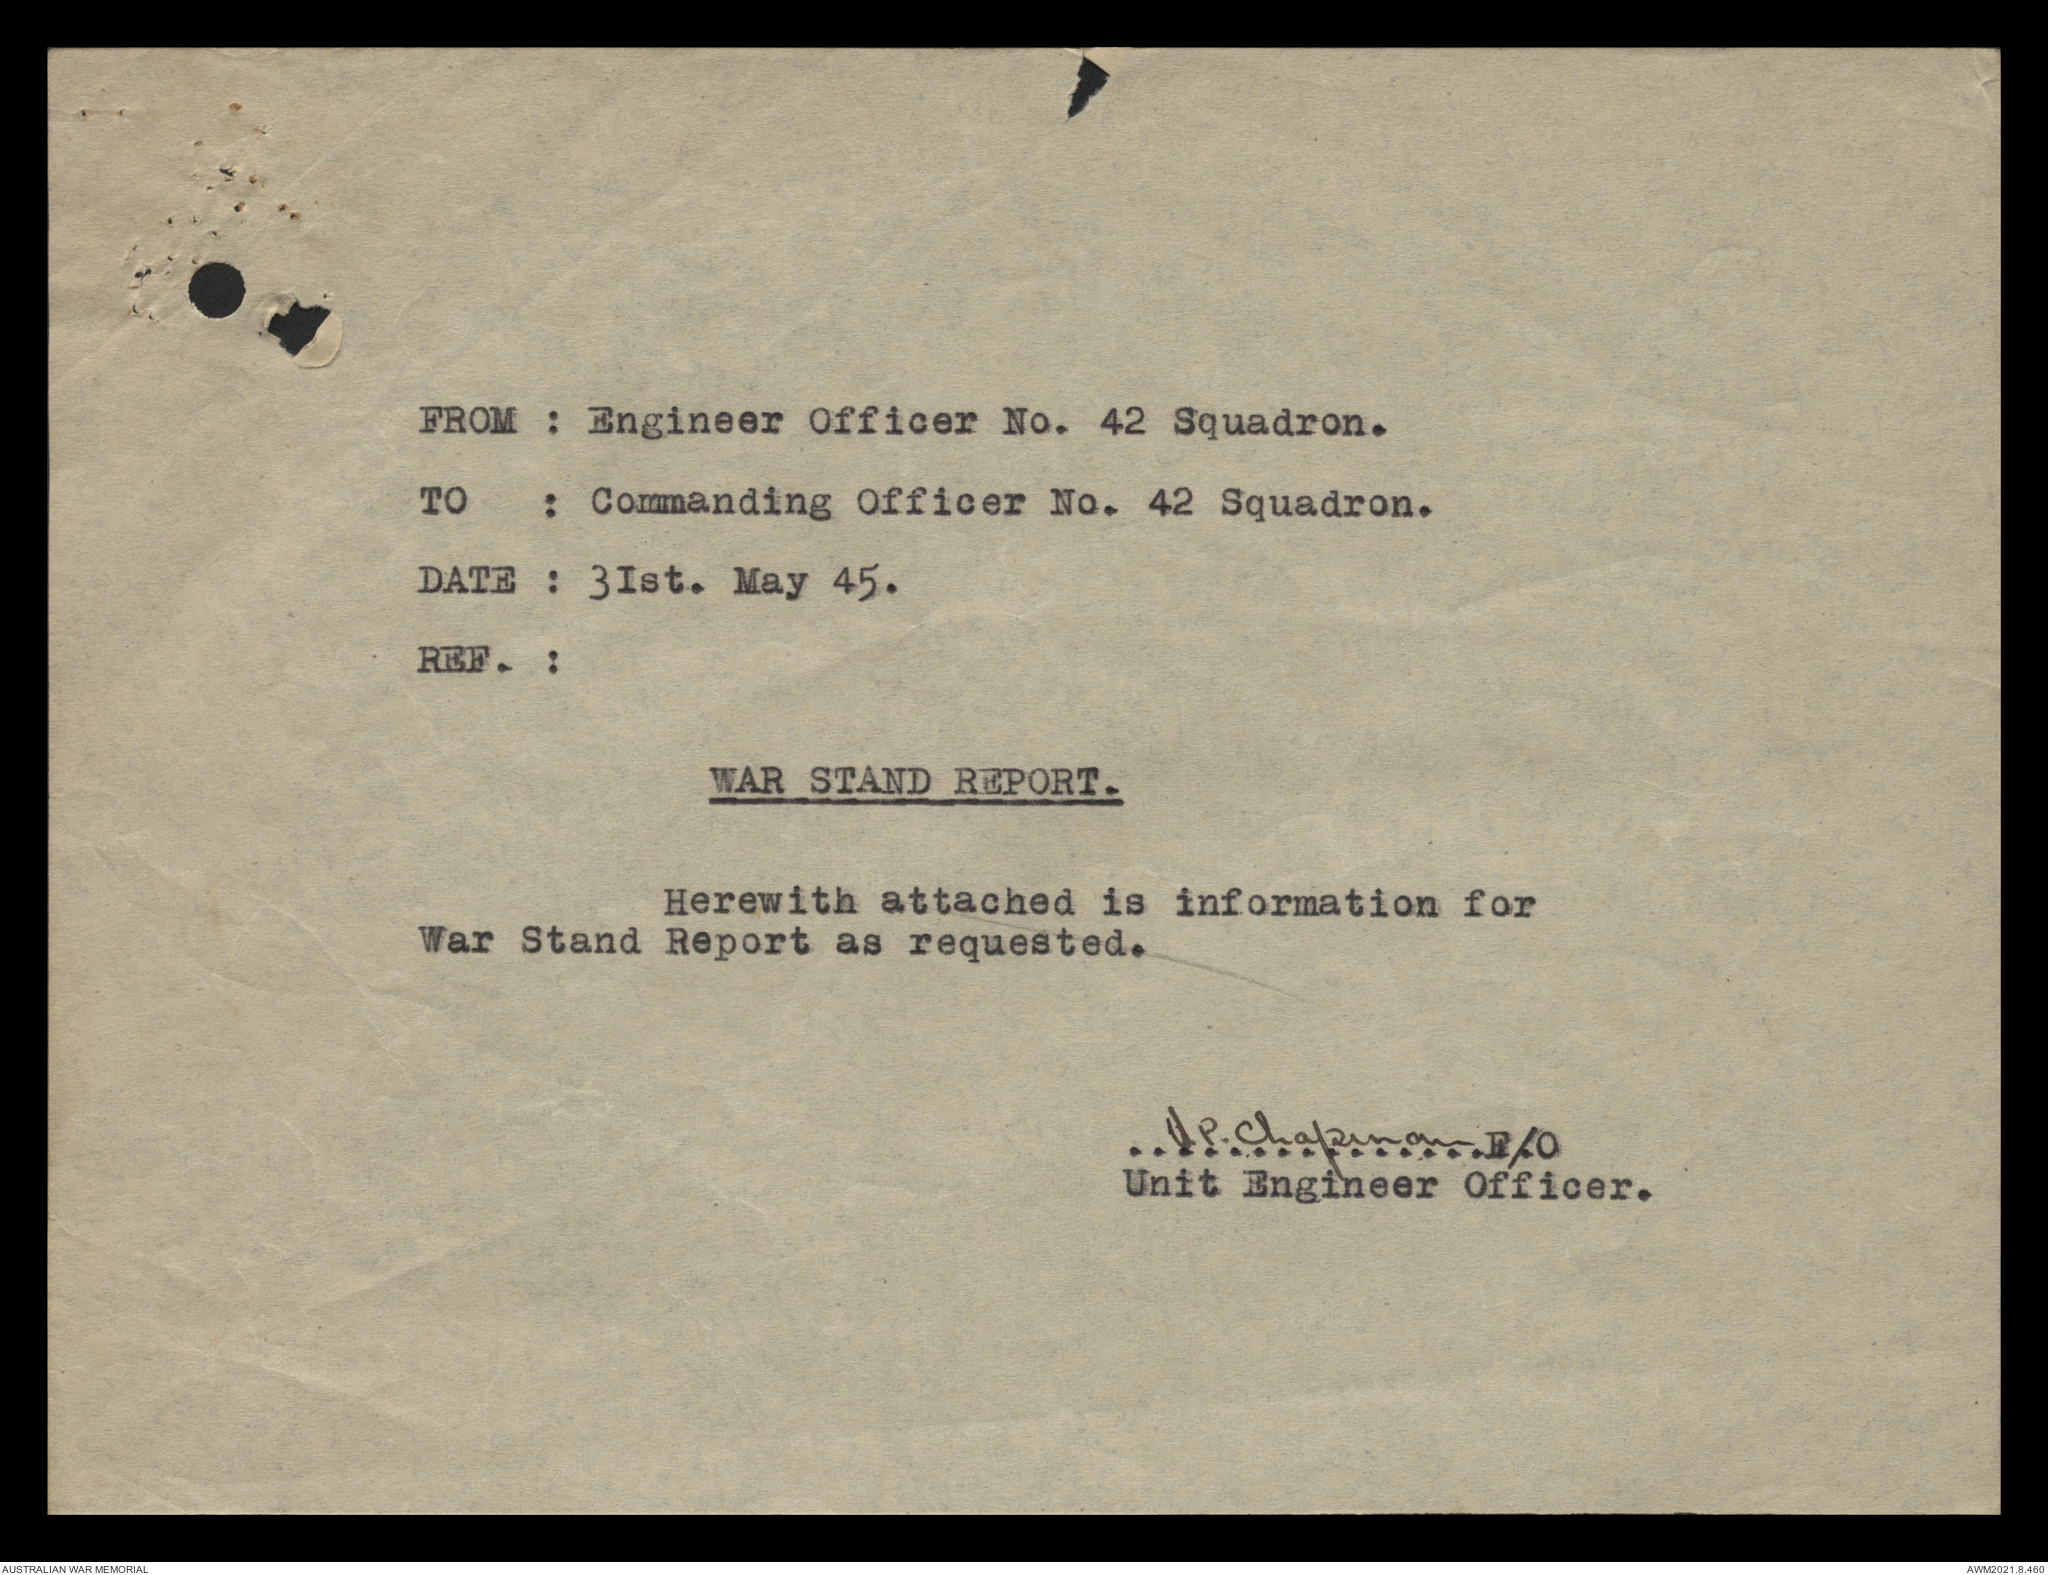 FROM : Engineer Officer No. 42 Squadron.
TO : Commanding Officer No. 42 Squadron.
DATE : 3Ist. May 45.
REF. :
WAR STAND REPORT.
Herewith attached is information for
War Stand Report as requested.
P. Chapman F/O
Unit Engineer Officer.
AUSTRALIAN WAR MEMORIAL AWM2021.8.460